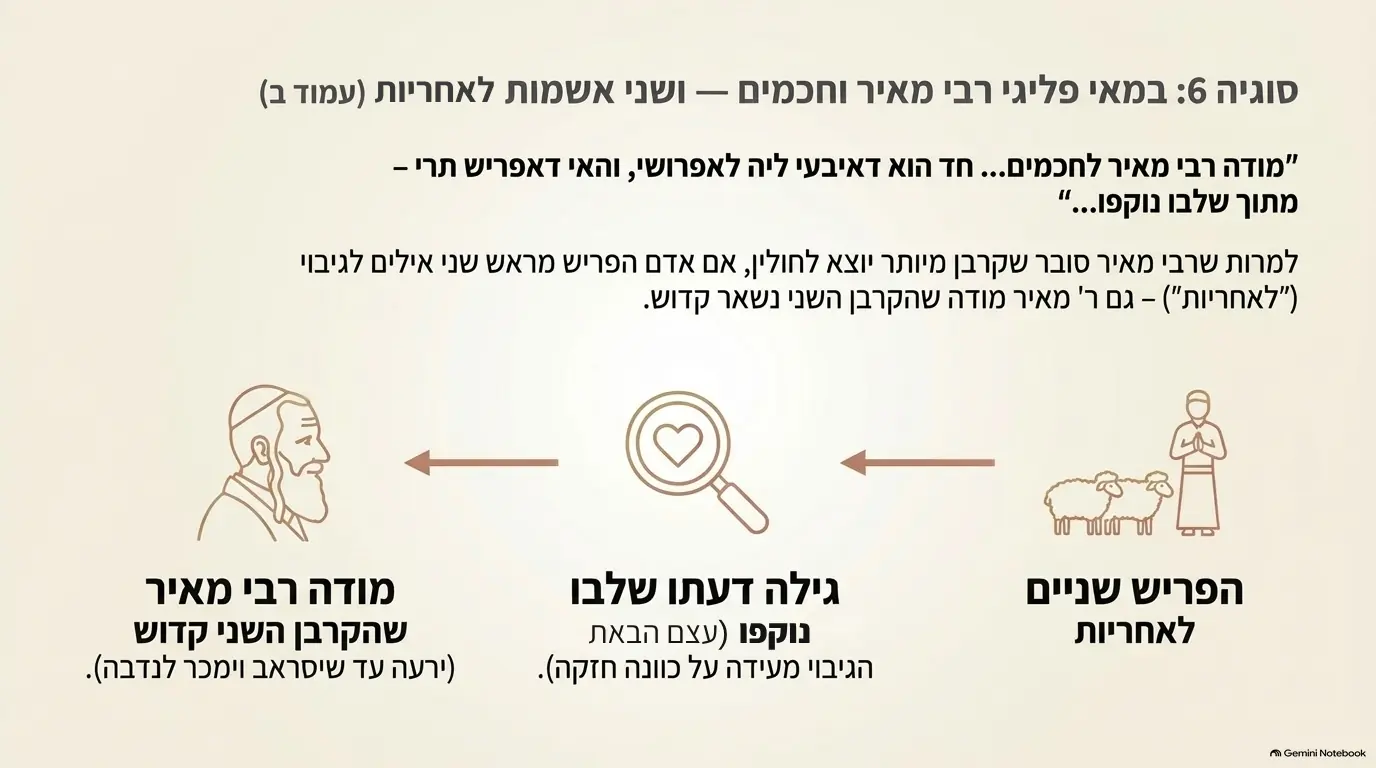 סוגיה 6: במאי פליגי רבי מאיר וחכמים — ושני אשמות לאחריות (עמוד ב)
"מודה רבי מאיר לחכמים... חד הוא דאיבעי ליה לאפרושי, והאי דאפריש תרי –
מתוך שלבו נוקפו..."
למרות שרבי מאיר סובר שקרבן מיותר יוצא לחולין, אם אדם הפריש מראש שני אילים לגיבוי
("לאחריות") – גם ר' מאיר מודה שהקרבן השני נשאר קדוש.
הפריש שניים
לאחריות
גילה דעתו שלבו
נוקפו (עצם הבאת
הגיבוי מעידה על כוונה חזקה).
מודה רבי מאיר
שהקרבן השני קדוש
(ירעה עד שיסראב וימכר לנדבה).
Gemini Notebook